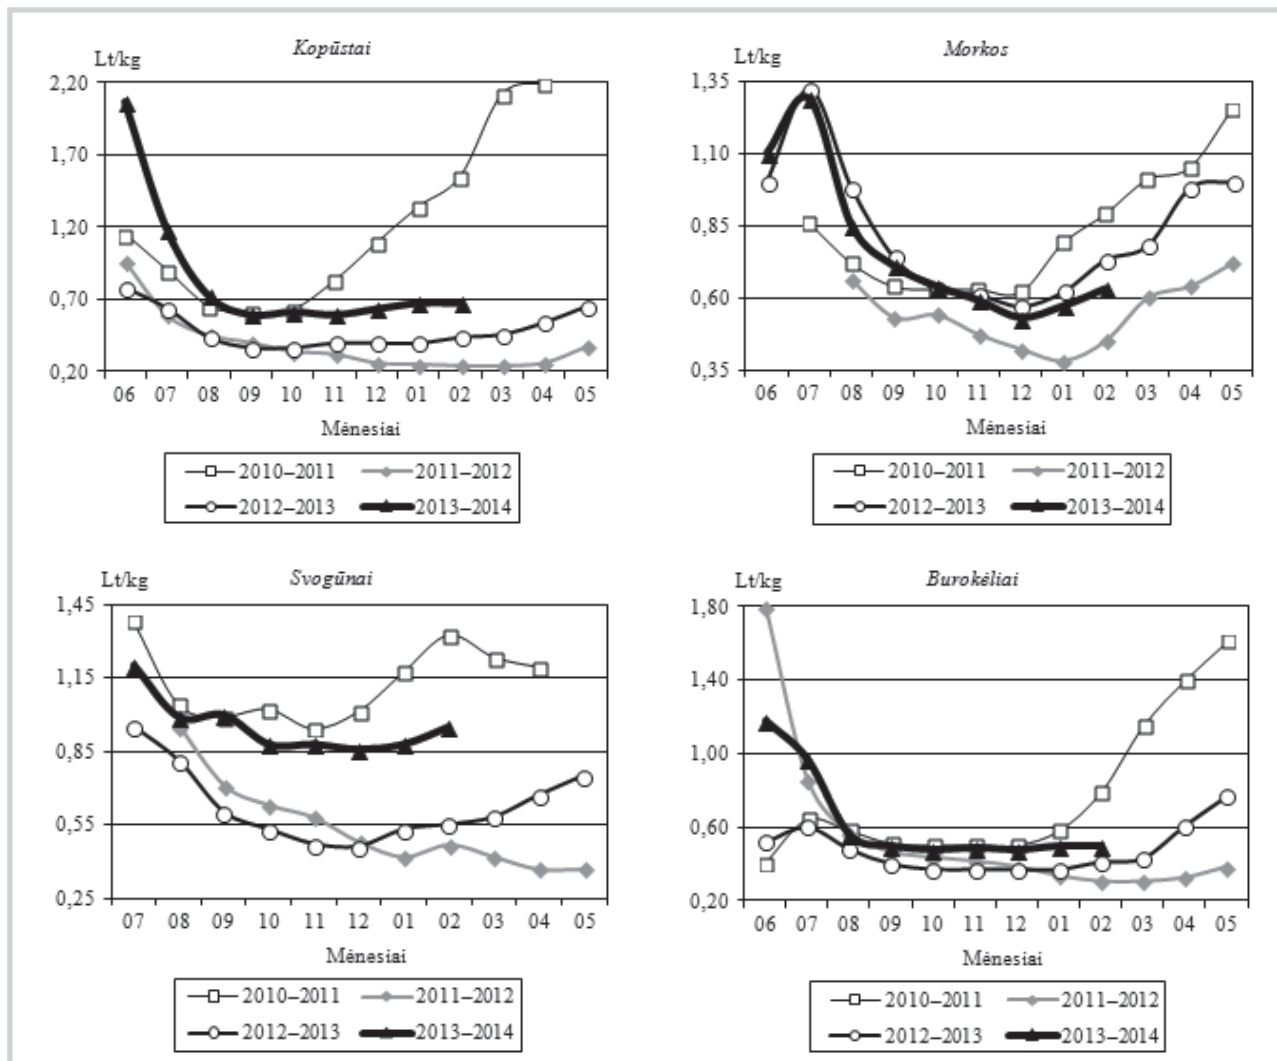 Kopūstai
Lt/kg
2,20
1,70
1,20
0,70
0,20
06 07 08 09 10 11 12 01 02 03 04 05
Mėnesiai
2010–2011 2011–2012
2012–2013 2013–2014
Morkos
Lt/kg
1,35
1,10
0,85
0,60
0,35
06 07 08 09 10 11 12 01 02 03 04 05
Mėnesiai
2010–2011 2011–2012
2012–2013 2013–2014
Svogūnai
Lt/kg
1,45
1,15
0,85
0,55
0,25
07 08 09 10 11 12 01 02 03 04 05
Mėnesiai
2010–2011 2011–2012
2012–2013 2013–2014
Burokėliai
Lt/kg
1,80
1,40
1,00
0,60
0,20
06 07 08 09 10 11 12 01 02 03 04 05
Mėnesiai
2010–2011 2011–2012
2012–2013 2013–2014